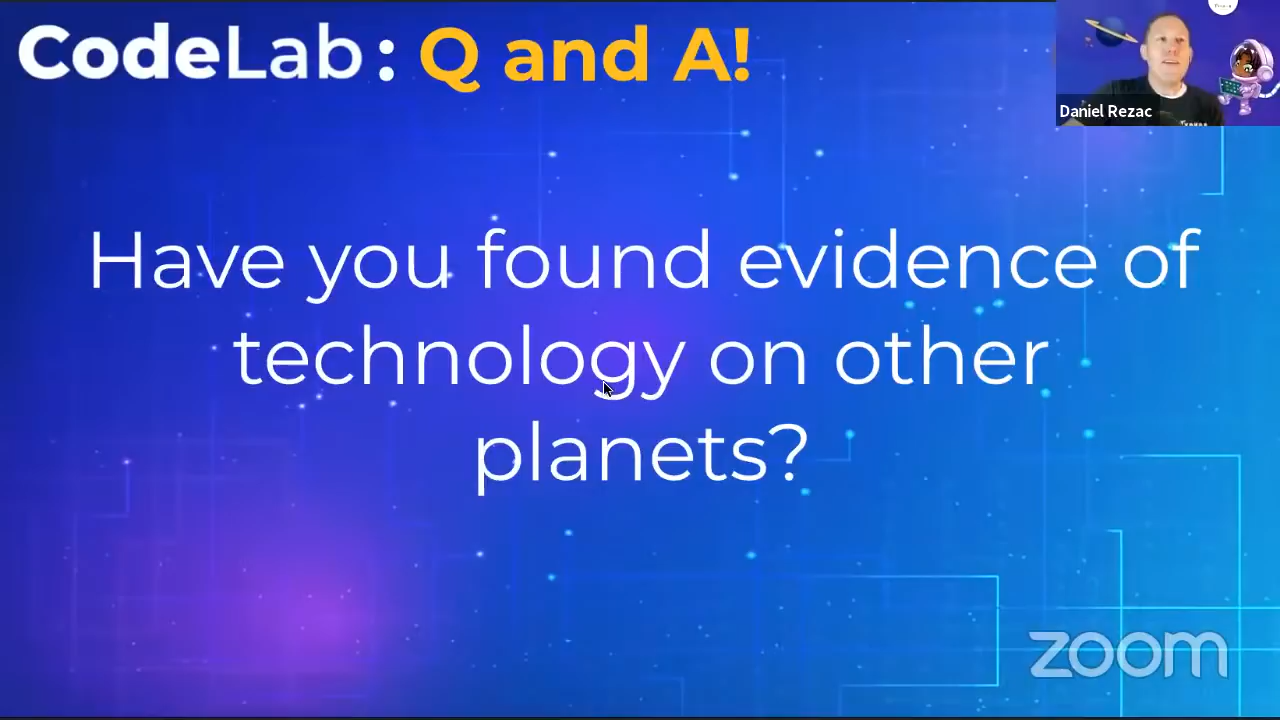 CodeLab: Q and A!
Daniel Rezac
Have you found evidence of
technology on other
planets?
zoom